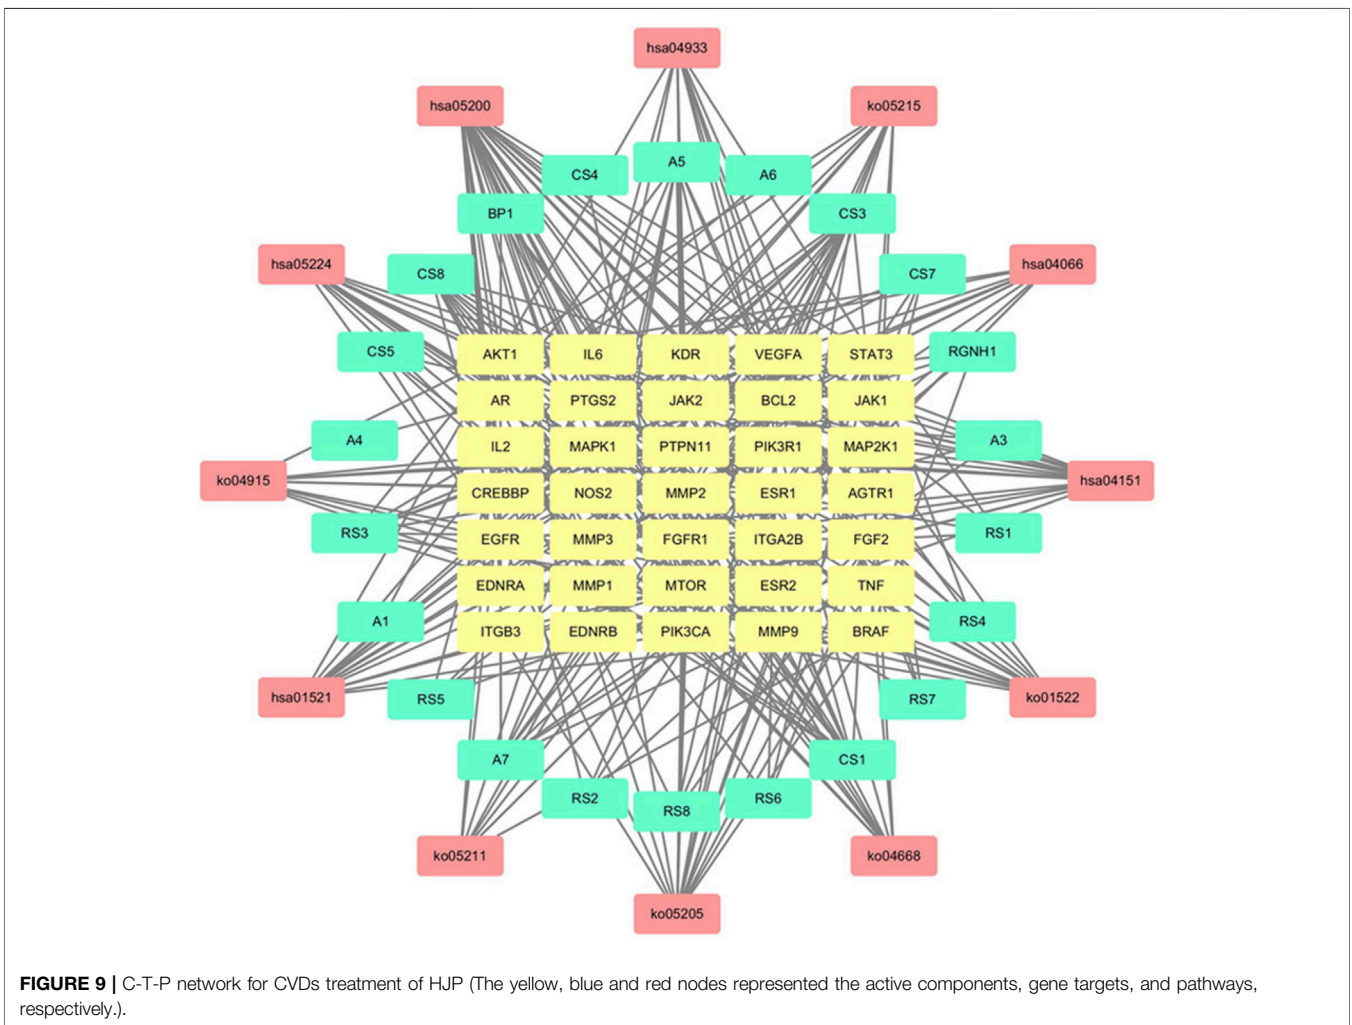 hsa04933
hsa05200
ko05215
A5
CS4
A6
BP1
CS3
hsa05224
hsa04066
CS8
CS7
CS5
RGNH1
AKT1 IL6 KDR VEGFA STAT3
AR PTGS2 JAK2 BCL2 JAK1
A4
A3
IL2 MAPK1 PTPN11 PIK3R1 MAP2K1
ko04915
hsa04151
CREBBP NOS2 MMP2 ESR1 AGTR1
RS3
RS1
EGFR MMP3 FGFR1 ITGA2B FGF2
EDNRA MMP1 MTOR ESR2 TNF
A1
RS4
ITGB3 EDNRB PIK3CA MMP9 BRAF
hsa01521
RS5
RS7
ko01522
A7
CS1
RS2
RS8
RS6
ko05211
ko04668
ko05205
FIGURE 9 | C-T-P network for CVDs treatment of HJP (The yellow, blue and red nodes represented the active components, gene targets, and pathways,
respectively.).